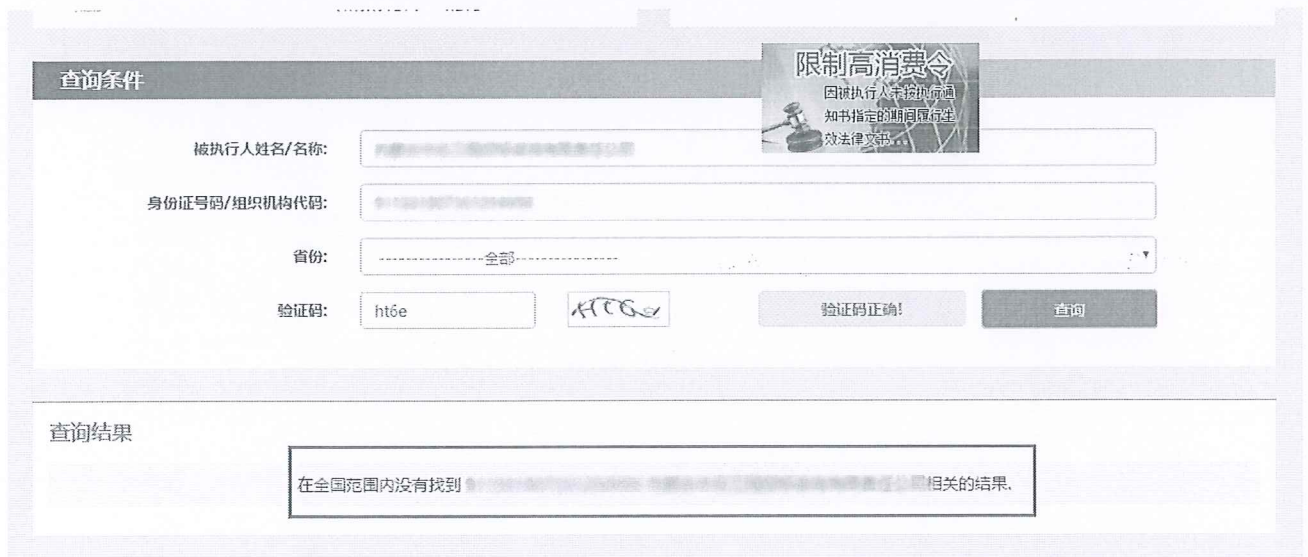 查询条件
限制高消费令
因被执行人未按执行通
知书指定的期间履行生
效法律文书...
被执行人姓名/名称:
身份证号码/组织机构代码:
省份: -----------------全部----------------
验证码: ht6e 验证码正确! 查询
查询结果
在全国范围内没有找到 相关的结果.